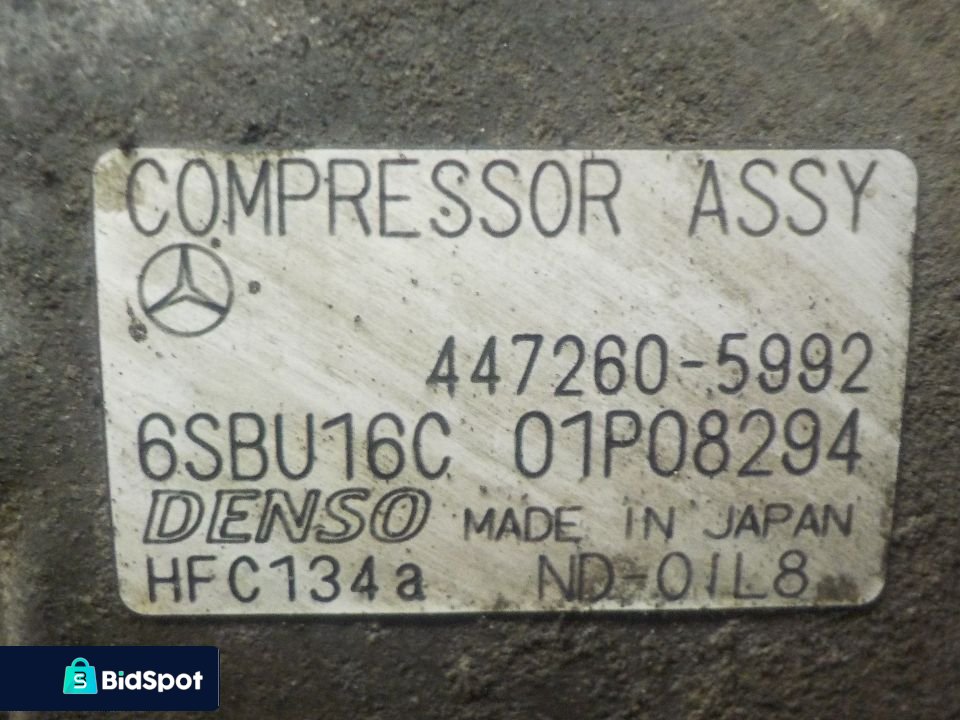 COMPRESSOR ASSY
447260-5992
6SBU16C 01P08294
DENSO MADE IN JAPAN
HFC134a ND-OIL8
S BidSpot